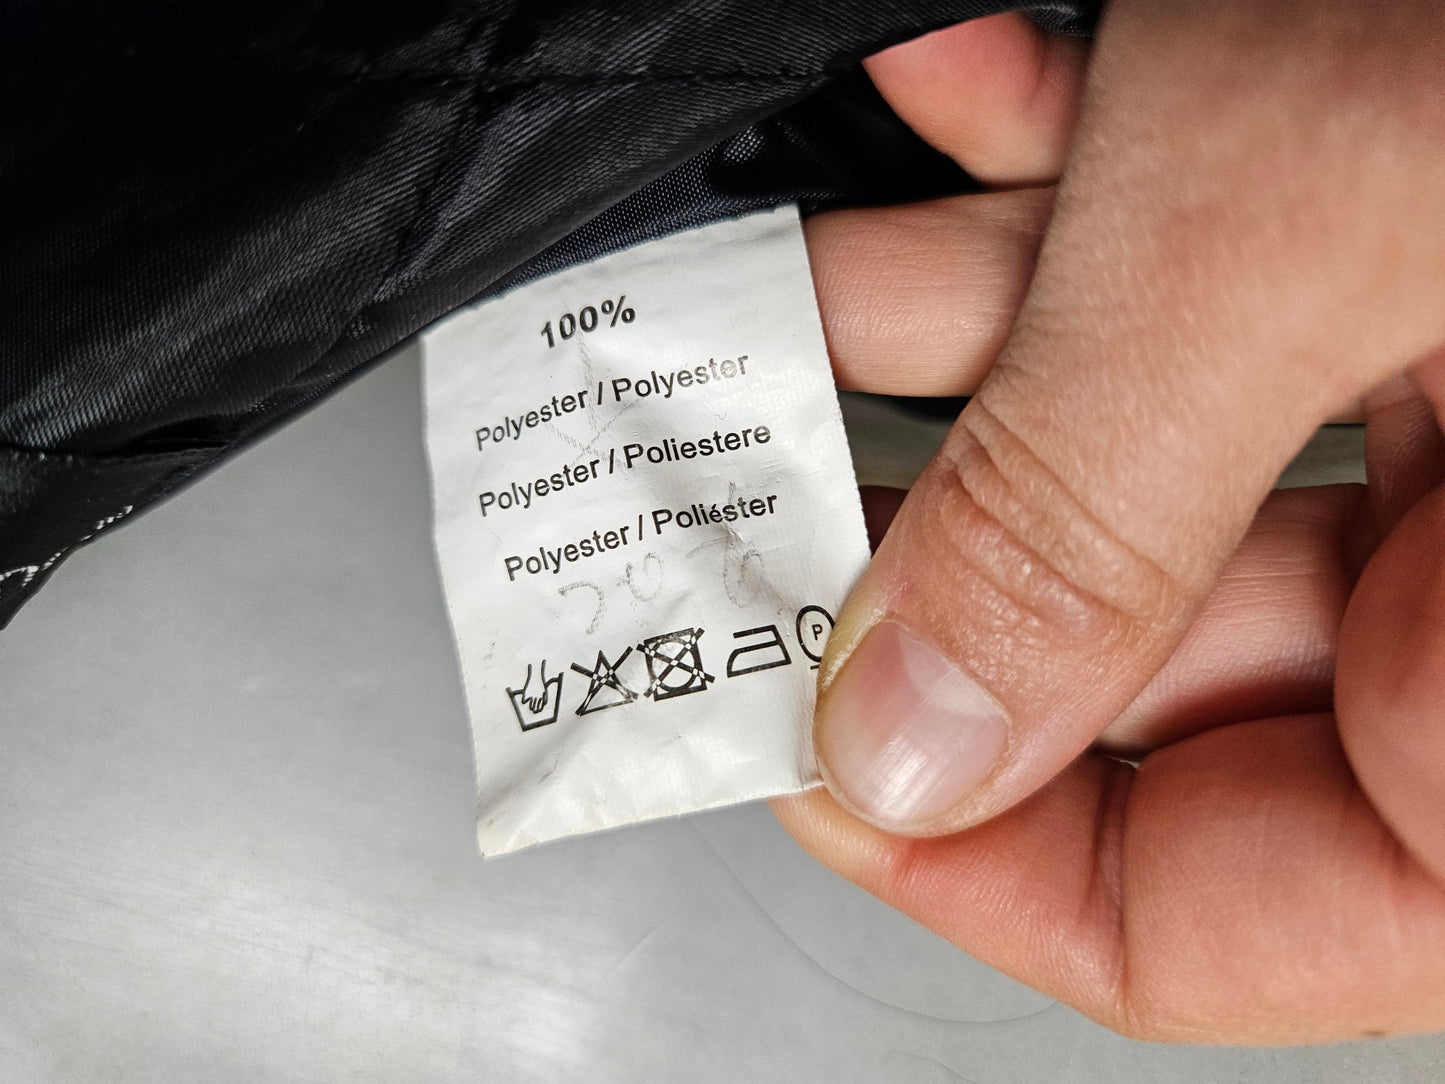 100%
Polyester / Polyester
Polyester / Poliestere
Polyester / Poliéster
P